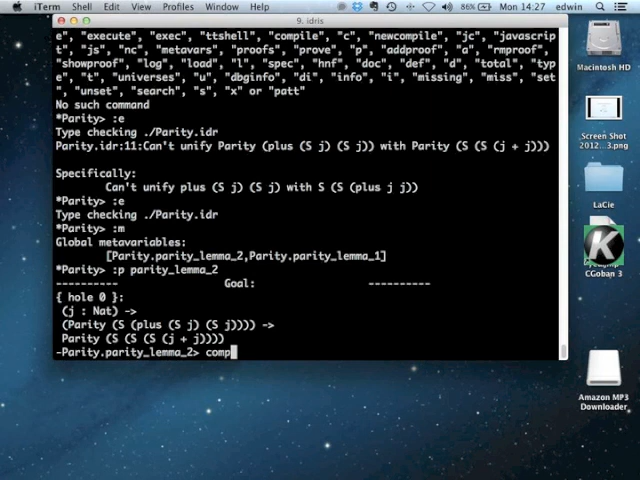 iTerm Shell Edit View Profiles Window Help
86% Mon 14:27 edwin
9. idris
e", "execute", "exec", "ttshell", "compile", "c", "newcompile", "jc", "javascrip
t", "js", "nc", "metavars", "proofs", "prove", "p", "addproof", "a", "rmproof",
"showproof", "log", "load", "l", "spec", "hnf", "doc", "def", "d", "total", "typ
e", "t", "universes", "u", "dbginfo", "di", "info", "i", "missing", "miss", "set
", "unset", "search", "s", "x" or "patt"
No such command
*Parity> :e
Type checking ./Parity.idr
Parity.idr:11:Can't unify Parity (plus (S j) (S j)) with Parity (S (S (j + j)))
Specifically:
Can't unify plus (S j) (S j) with S (S (plus j j))
*Parity> :e
Type checking ./Parity.idr
*Parity> :m
Global metavariables:
[Parity.parity_lemma_2,Parity.parity_lemma_1]
*Parity> :p parity_lemma_2
---------- Goal: ----------
{ hole 0 }:
(j : Nat) ->
(Parity (S (plus (S j) (S j)))) ->
Parity (S (S (S (j + j))))
-Parity.parity_lemma_2> comp
Macintosh HD
Screen Shot
2012...3.png
LaCie
K
CGoban 3
Amazon MP3
Downloader